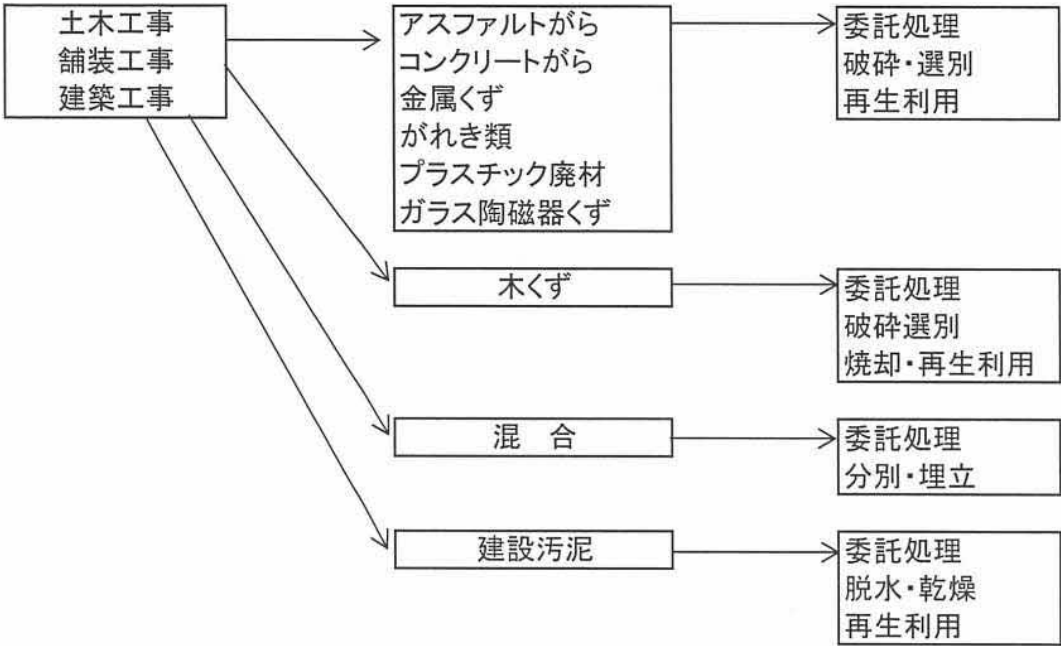 土木工事
舗装工事
建築工事
アスファルトがら
コンクリートがら
金属くず
がれき類
プラスチック廃材
ガラス陶磁器くず
委託処理
破砕・選別
再生利用
木くず
委託処理
破砕選別
焼却・再生利用
混　合
委託処理
分別・埋立
建設汚泥
委託処理
脱水・乾燥
再生利用